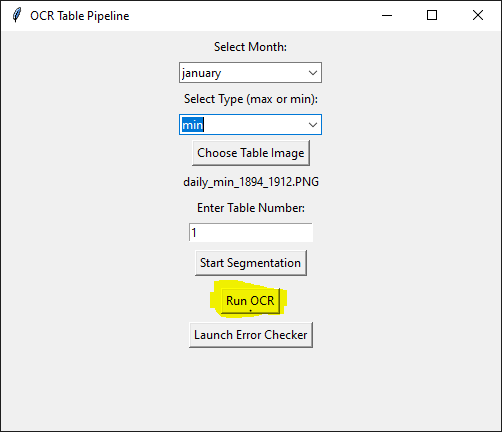 OCR Table Pipeline
Select Month:
january
Select Type (max or min):
min
Choose Table Image
daily_min_1894_1912.PNG
Enter Table Number:
1
Start Segmentation
Run OCR
Launch Error Checker